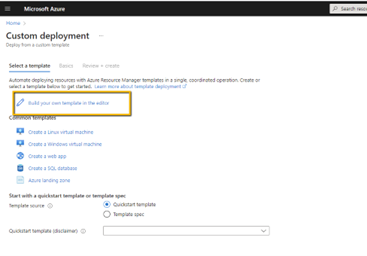 Microsoft Azure
Search resou
Home >
Custom deployment ...
Deploy from a custom template
Select a template Basics Review + create
Automate deploying resources with Azure Resource Manager templates in a single, coordinated operation. Create or
select a template below to get started. Learn more about template deployment
Build your own template in the editor
Common templates
Create a Linux virtual machine
Create a Windows virtual machine
Create a web app
Create a SQL database
Azure landing zone
Start with a quickstart template or template spec
Template source Quickstart template
Template spec
Quickstart template (disclaimer)